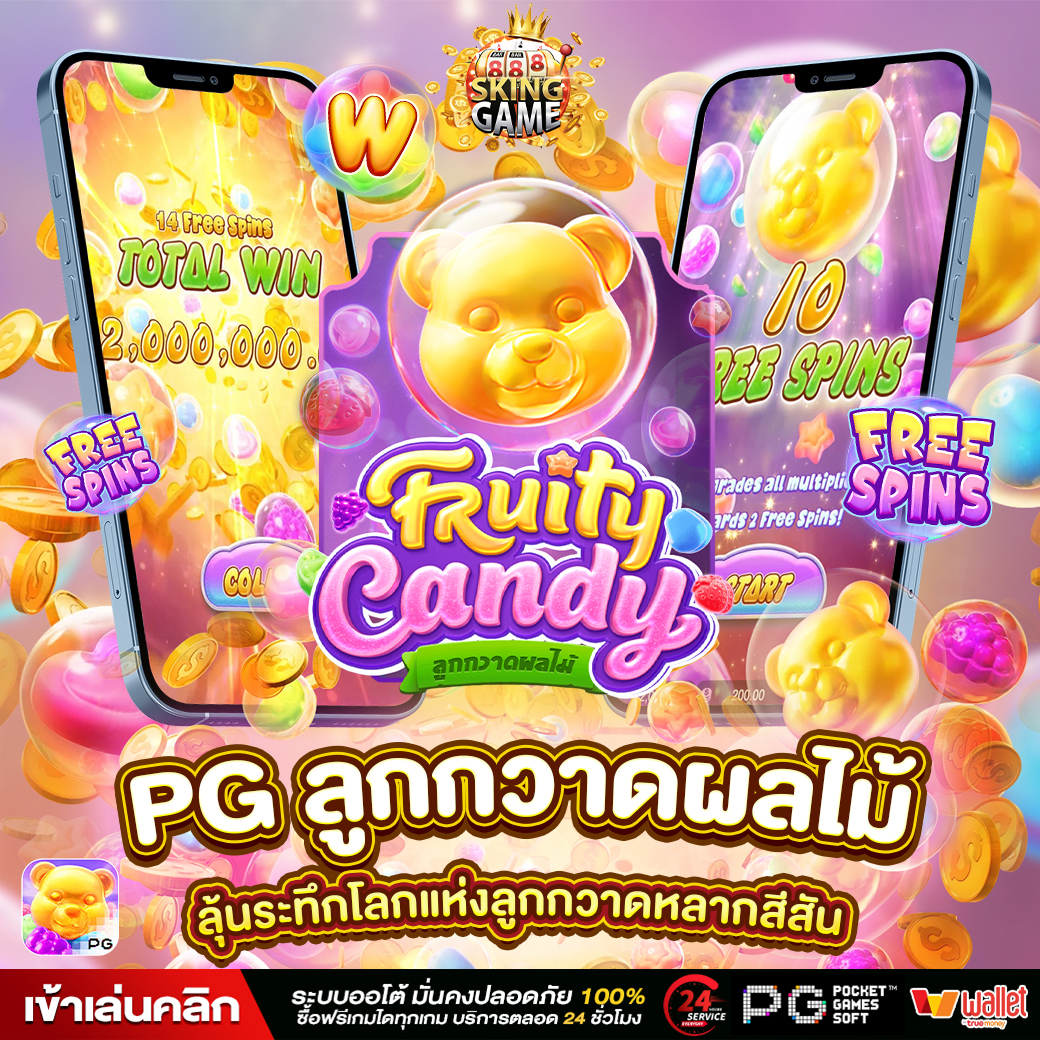 888
SKING
GAME
W
14 Free Spins
TOTAL WIN
2,000,000.
10
REE SPINS
FREE
SPINS
FREE
SPINS
rades all multipli
ards 2 Free Spins!
COL
START
Fruity
Candy
ลูกกวาดผลไม้
200.00
PG ลูกกวาดผลไม้
ลุ้นระทึกโลกแห่งลูกกวาดหลากสีสัน
PG
เข้าเล่นคลิก
ระบบออโต้ มั่นคงปลอดภัย 100%
ซื้อฟรีเกมได้ทุกเกม บริการตลอด 24 ชั่วโมง
24 HOURS
SERVICE
EVERYDAY
PG POCKET GAMES SOFT™
wallet
by truemoney